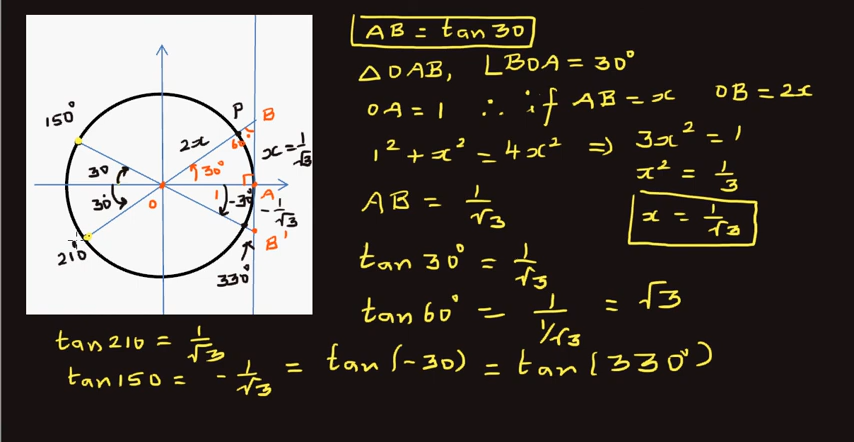 AB = tan 30
△OAB, ∠BOA = 30°
OA = 1 ∴ if AB = x OB = 2x
1² + x² = 4x² ⇒ 3x² = 1
x² = 1/3
x = 1/√3
AB = 1/√3
tan 30° = 1/√3
tan 60° = 1/(1/√3) = √3
tan 210 = 1/√3
tan 150 = -1/√3 = tan(-30) = tan(330°)
150°
P
B
2x
60°
x = 1/√3
30
30°
30°
O
1
-30°
A
-1/√3
B'
210°
330°